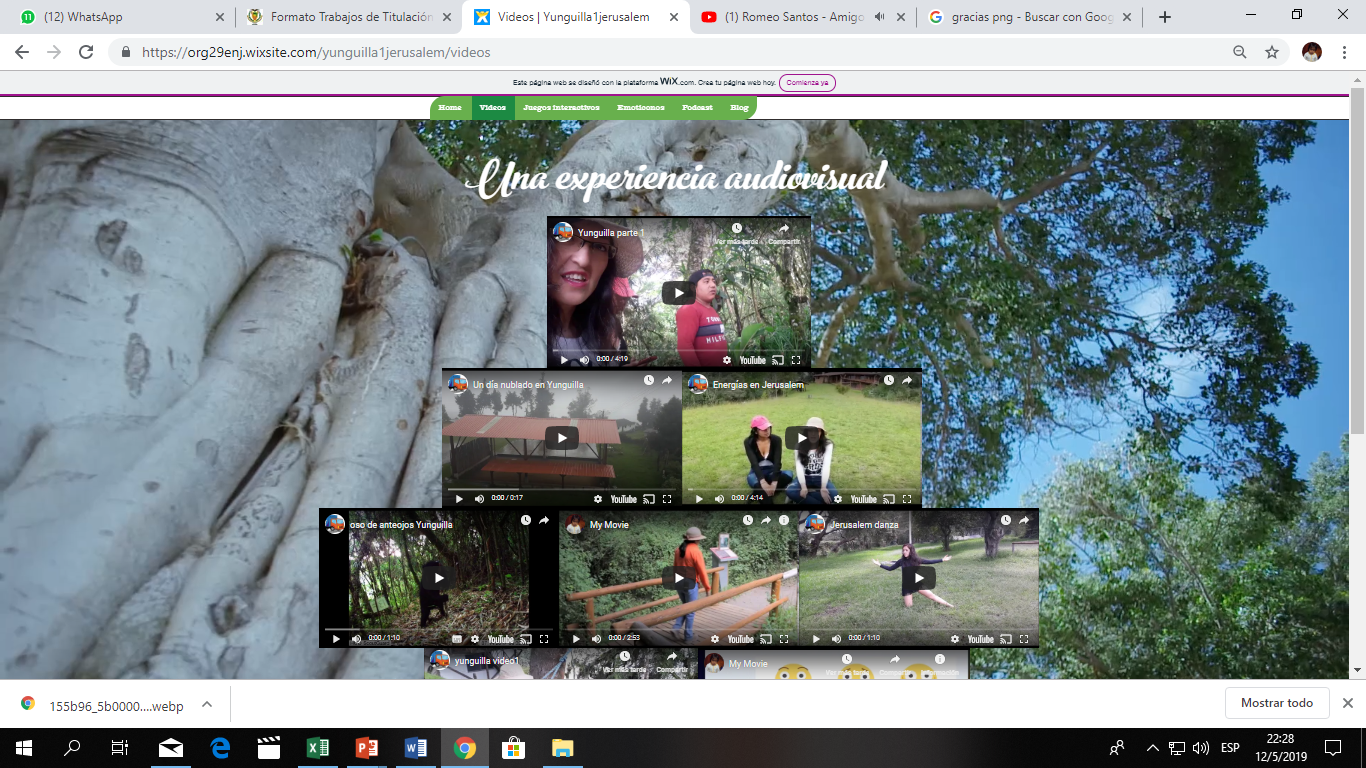 (12) WhatsApp
Formato Trabajos de Titulación
Videos | Yunguilla1jerusalem
(1) Romeo Santos - Amigo
gracias png - Buscar con Goog
https://org29enj.wixsite.com/yunguilla1jerusalem/videos
Este página web se diseñó con la plataforma WiX.com. Crea tu página web hoy. Comienza ya
Home Videos Juegos interactivos Emoticonos Podcast Blog
Una experiencia audiovisual
Yunguilla parte 1
Ver más tarde Compartir
0:00 / 4:19 YouTube
Un día nublado en Yunguilla
0:00 / 0:17 YouTube
Energías en Jerusalem
0:00 / 4:14 YouTube
oso de anteojos Yunguilla
0:00 / 1:10 YouTube
My Movie
0:00 / 2:53 YouTube
Jerusalem danza
0:00 / 1:10 YouTube
yunguilla video1
Ver más tarde Compartir
My Movie
155b96_5b0000....webp
Mostrar todo
ESP
22:28
12/5/2019